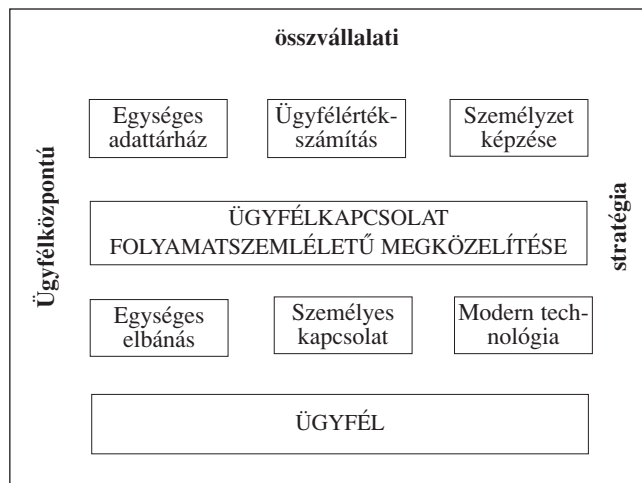 összvállalati
Ügyfélközpontú
Egységes
adattárház
Ügyfélérték-
számítás
Személyzet
képzése
ÜGYFÉLKAPCSOLAT
FOLYAMATSZEMLÉLETŰ MEGKÖZELÍTÉSE
Egységes
elbánás
Személyes
kapcsolat
Modern tech-
nológia
ÜGYFÉL
stratégia